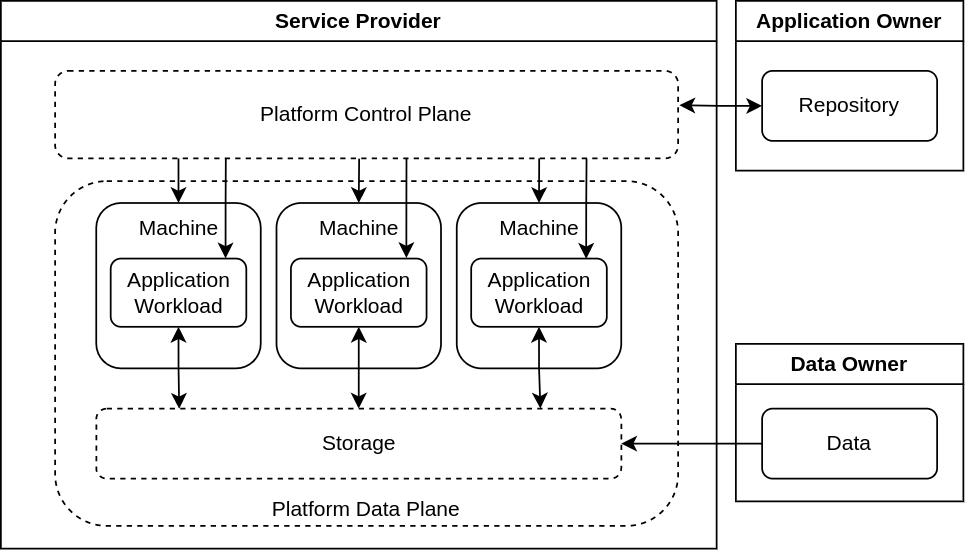 Service Provider
Application Owner
Platform Control Plane
Repository
Machine
Machine
Machine
Application
Workload
Application
Workload
Application
Workload
Data Owner
Storage
Data
Platform Data Plane